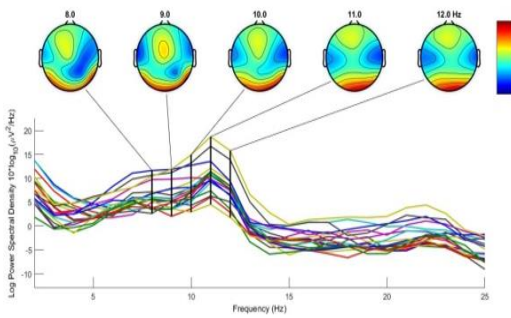 8.0 9.0 10.0 11.0 12.0 Hz
Log Power Spectral Density 10*log10(μV2/Hz)
20
15
10
5
0
-5
-10
5 10 15 20 25
Frequency (Hz)